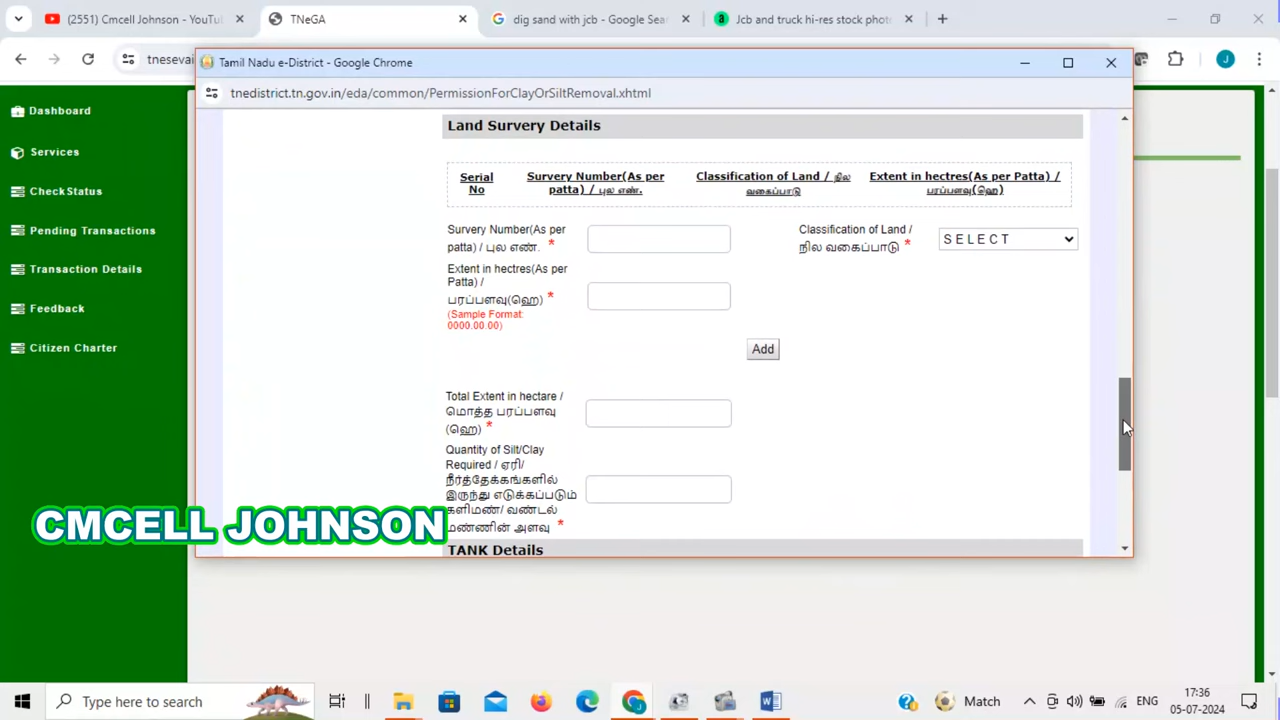 (2551) Cmcell Johnson - YouTu
TNeGA
dig sand with jcb - Google Sea
Jcb and truck hi-res stock phot
tnesevai
J
Tamil Nadu e-District - Google Chrome
tnedistrict.tn.gov.in/eda/common/PermissionForClayOrSiltRemoval.xhtml
Dashboard
Services
CheckStatus
Pending Transactions
Transaction Details
Feedback
Citizen Charter
Land Survery Details
Serial No
Survery Number(As per patta) / புல எண்.
Classification of Land / நில வகைப்பாடு
Extent in hectres(As per Patta) / பரப்பளவு(ஹெ)
Survery Number(As per
patta) / புல எண். *
Classification of Land /
நில வகைப்பாடு *
SELECT
Extent in hectres(As per
Patta) /
பரப்பளவு(ஹெ) *
(Sample Format:
0000.00.00)
Add
Total Extent in hectare /
மொத்த பரப்பளவு
(ஹெ) *
Quantity of Silt/Clay
Required / ஏரி/
நீர்த்தேக்கங்களில்
இருந்து எடுக்கப்படும்
களிமண்/ வண்டல்
மண்ணின் அளவு *
TANK Details
CMCELL JOHNSON
Type here to search
Match
ENG
17:36
05-07-2024